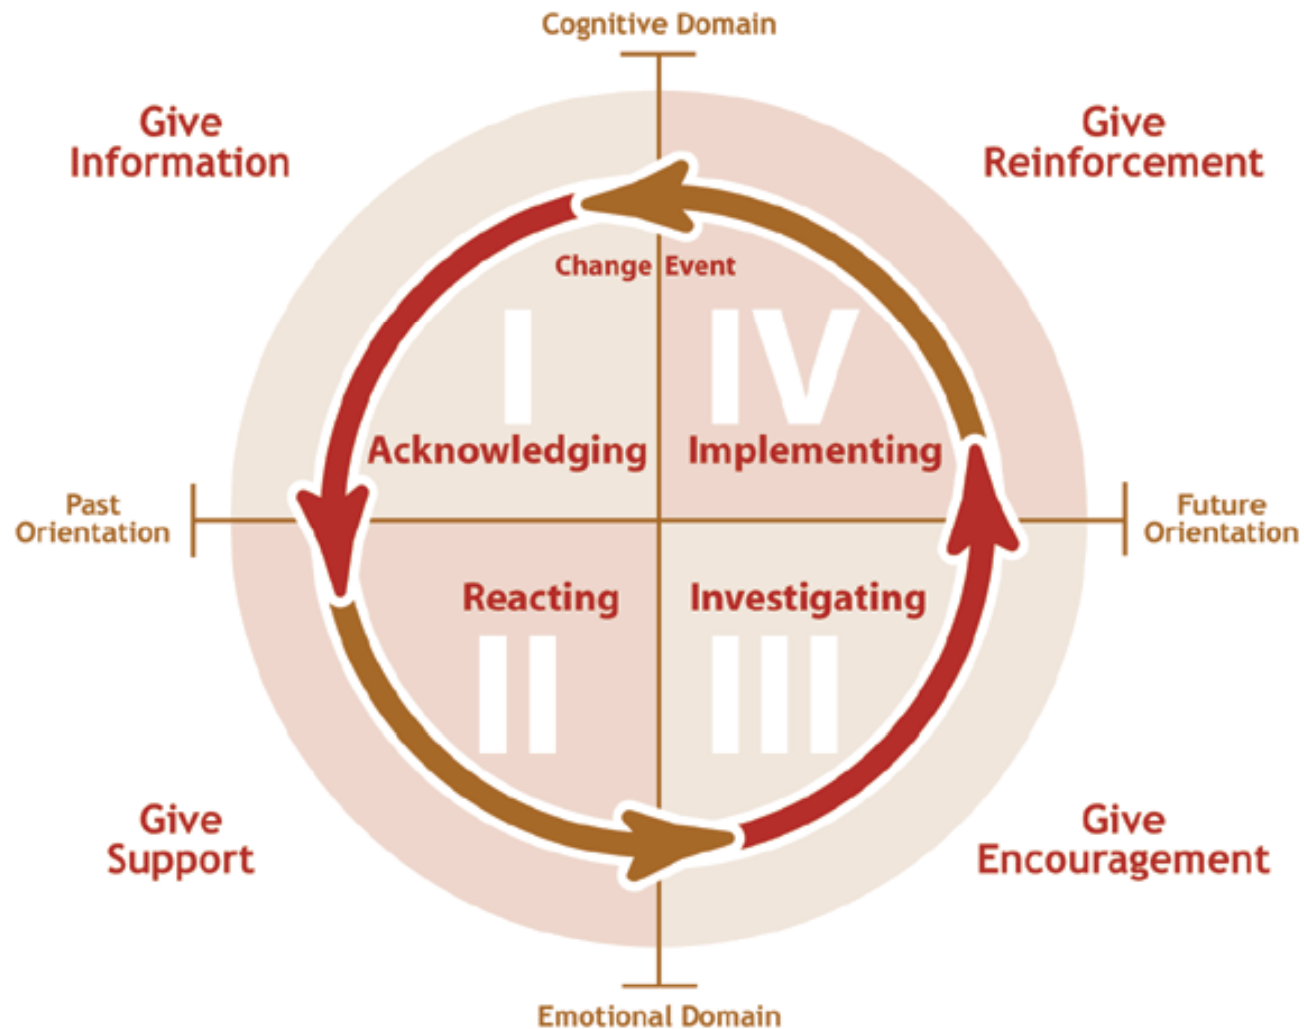 Cognitive Domain
Give
Information
Give
Reinforcement
Change Event
I
IV
Acknowledging
Implementing
Past
Orientation
Future
Orientation
Reacting
Investigating
II
III
Give
Support
Give
Encouragement
Emotional Domain